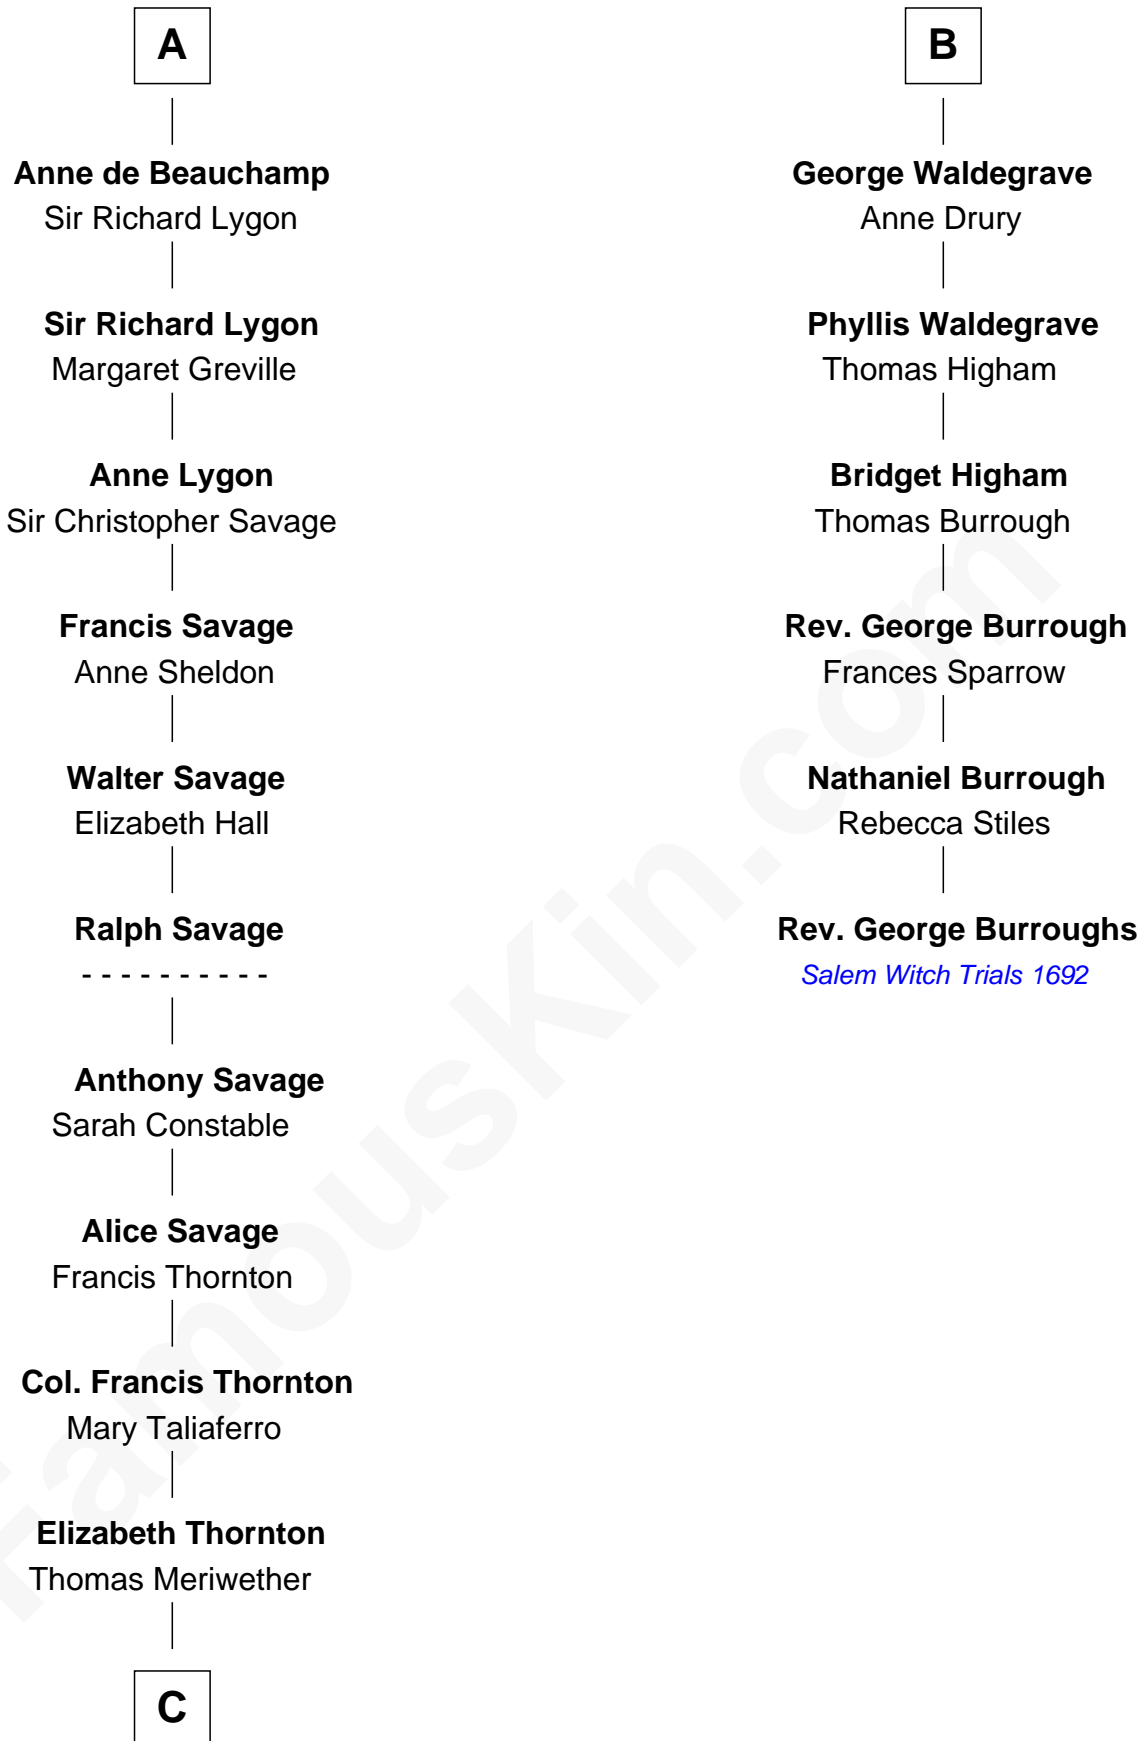 A
Anne de Beauchamp
Sir Richard Lygon
Sir Richard Lygon
Margaret Greville
Anne Lygon
Sir Christopher Savage
Francis Savage
Anne Sheldon
Walter Savage
Elizabeth Hall
Ralph Savage
- - - - - - - - - -
Anthony Savage
Sarah Constable
Alice Savage
Francis Thornton
Col. Francis Thornton
Mary Taliaferro
Elizabeth Thornton
Thomas Meriwether
C
B
George Waldegrave
Anne Drury
Phyllis Waldegrave
Thomas Higham
Bridget Higham
Thomas Burrough
Rev. George Burrough
Frances Sparrow
Nathaniel Burrough
Rebecca Stiles
Rev. George Burroughs
Salem Witch Trials 1692
FamousKin.com